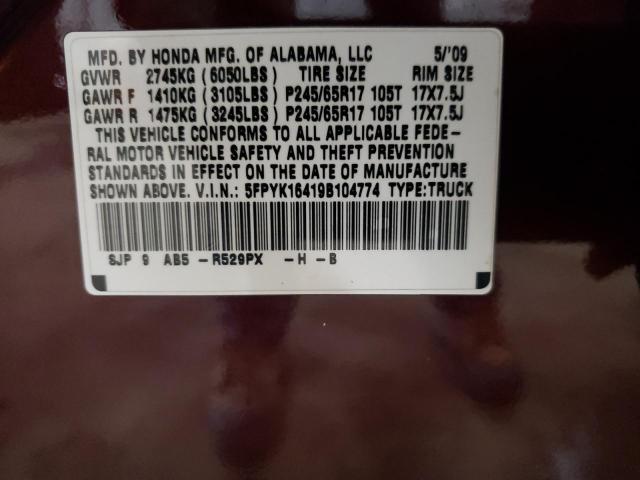 MFD. BY HONDA MFG. OF ALABAMA, LLC 5/'09
GVWR 2745KG (6050LBS) TIRE SIZE RIM SIZE
GAWR F 1410KG (3105LBS) P245/65R17 105T 17X7.5J
GAWR R 1475KG (3245LBS) P245/65R17 105T 17X7.5J
THIS VEHICLE CONFORMS TO ALL APPLICABLE FEDE-
RAL MOTOR VEHICLE SAFETY AND THEFT PREVENTION
STANDARDS IN EFFECT ON THE DATE OF MANUFACTURE
SHOWN ABOVE. V.I.N.: 5FPYK16419B104774 TYPE:TRUCK
SJP 9 AB5 -R529PX -H -B